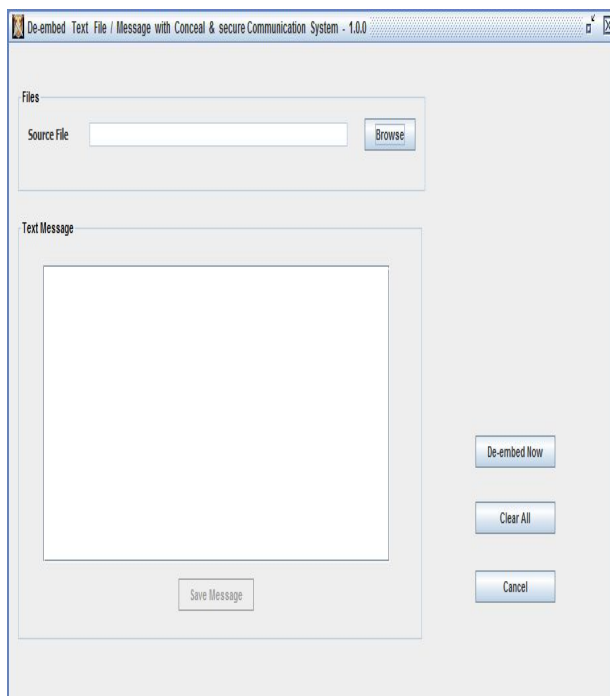 De-embed Text File / Message with Conceal & secure Communication System - 1.0.0
Files
Source File
Browse
Text Message
De-embed Now
Clear All
Save Message
Cancel